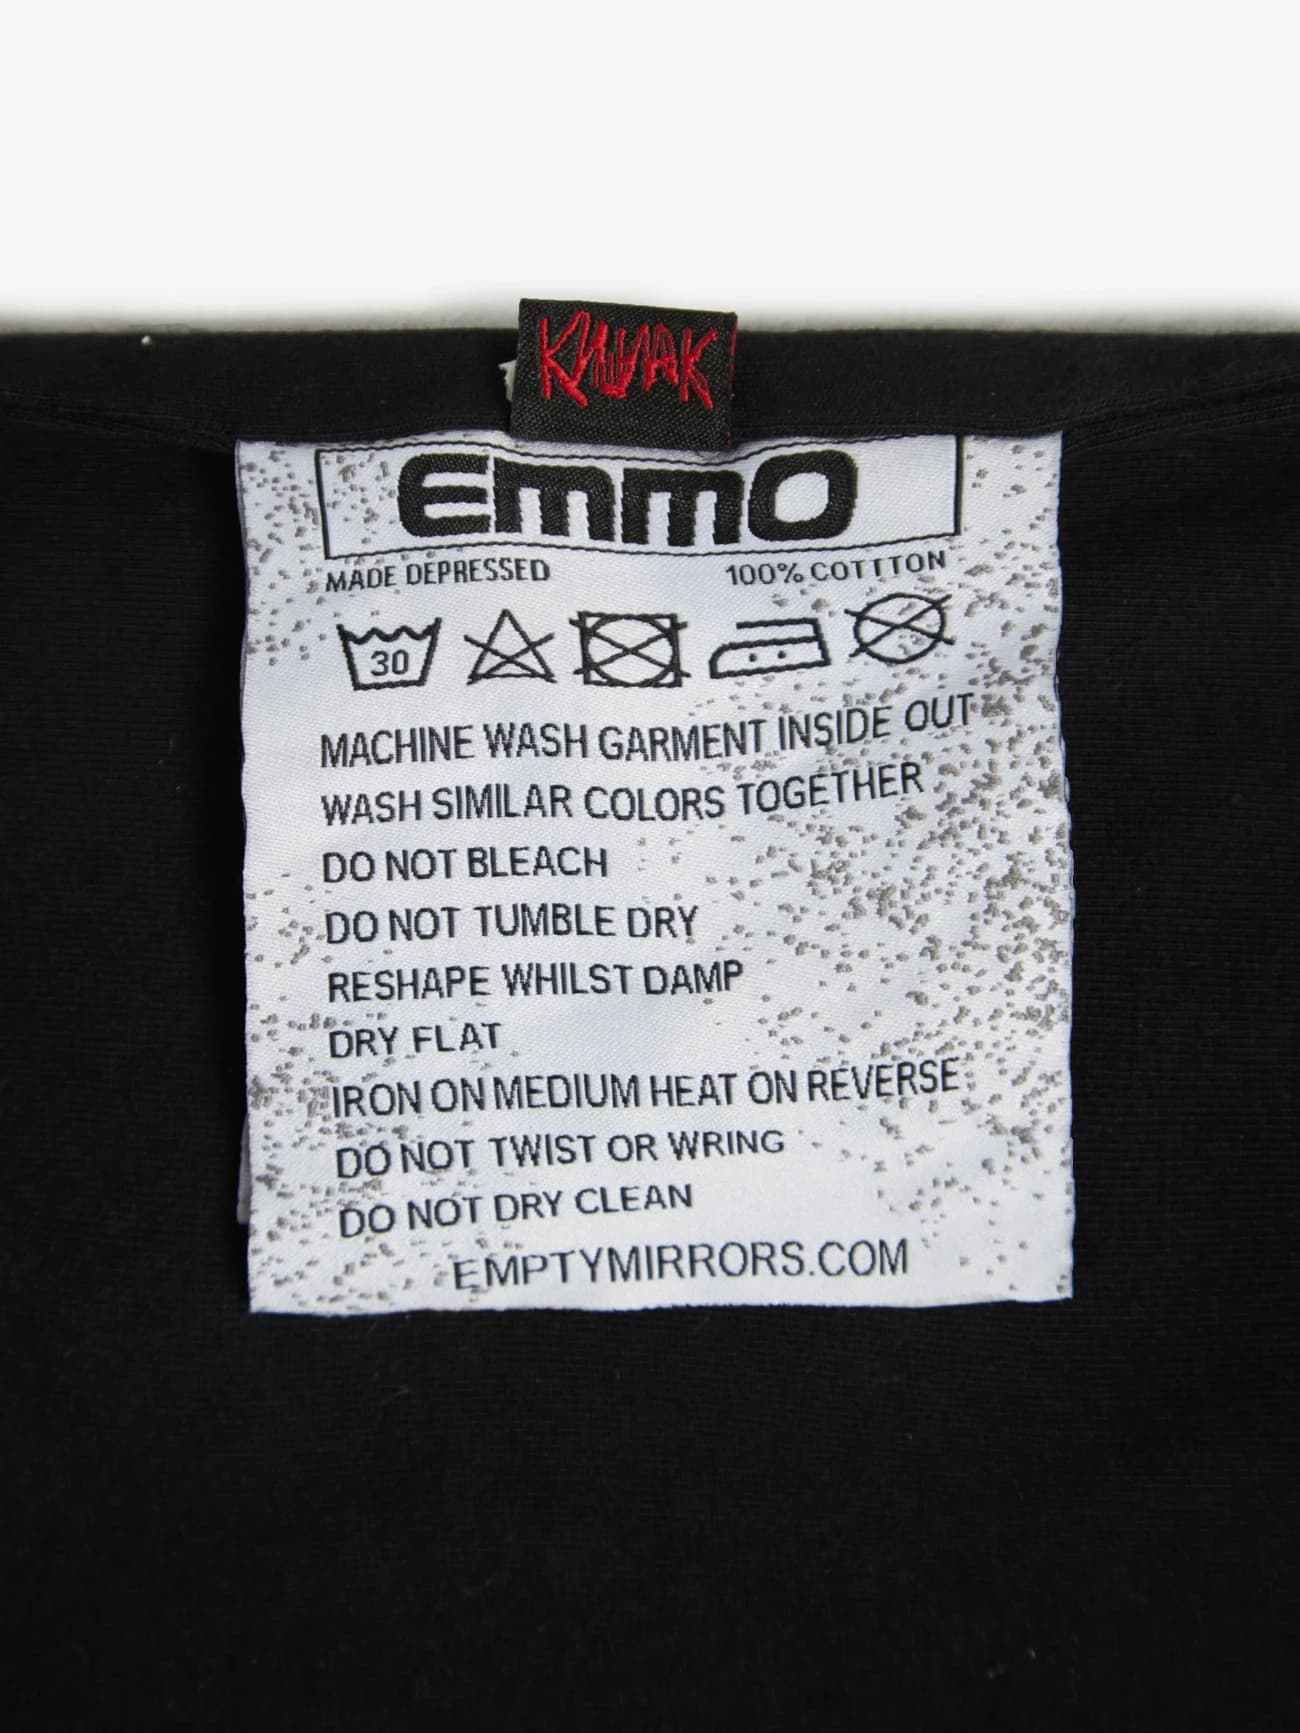 EMMO
MADE DEPRESSED 100% COTTTON
30
MACHINE WASH GARMENT INSIDE OUT
WASH SIMILAR COLORS TOGETHER
DO NOT BLEACH
DO NOT TUMBLE DRY
RESHAPE WHILST DAMP
DRY FLAT
IRON ON MEDIUM HEAT ON REVERSE
DO NOT TWIST OR WRING
DO NOT DRY CLEAN
EMPTYMIRRORS.COM